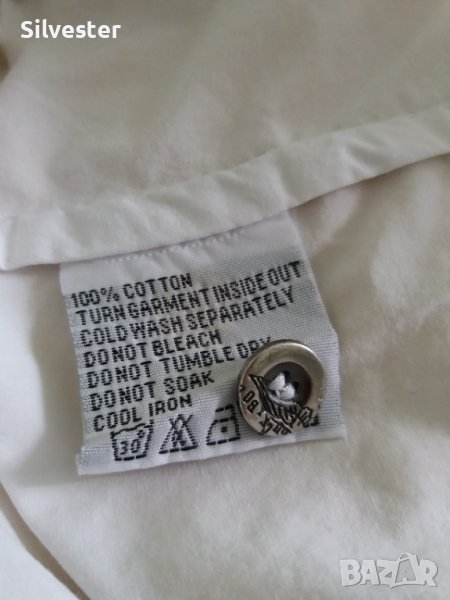 Silvester
100% COTTON
TURN GARMENT INSIDE OUT
COLD WASH SEPARATELY
DO NOT BLEACH
DO NOT TUMBLE DRY
DO NOT SOAK
COOL IRON
30°
BAZAR